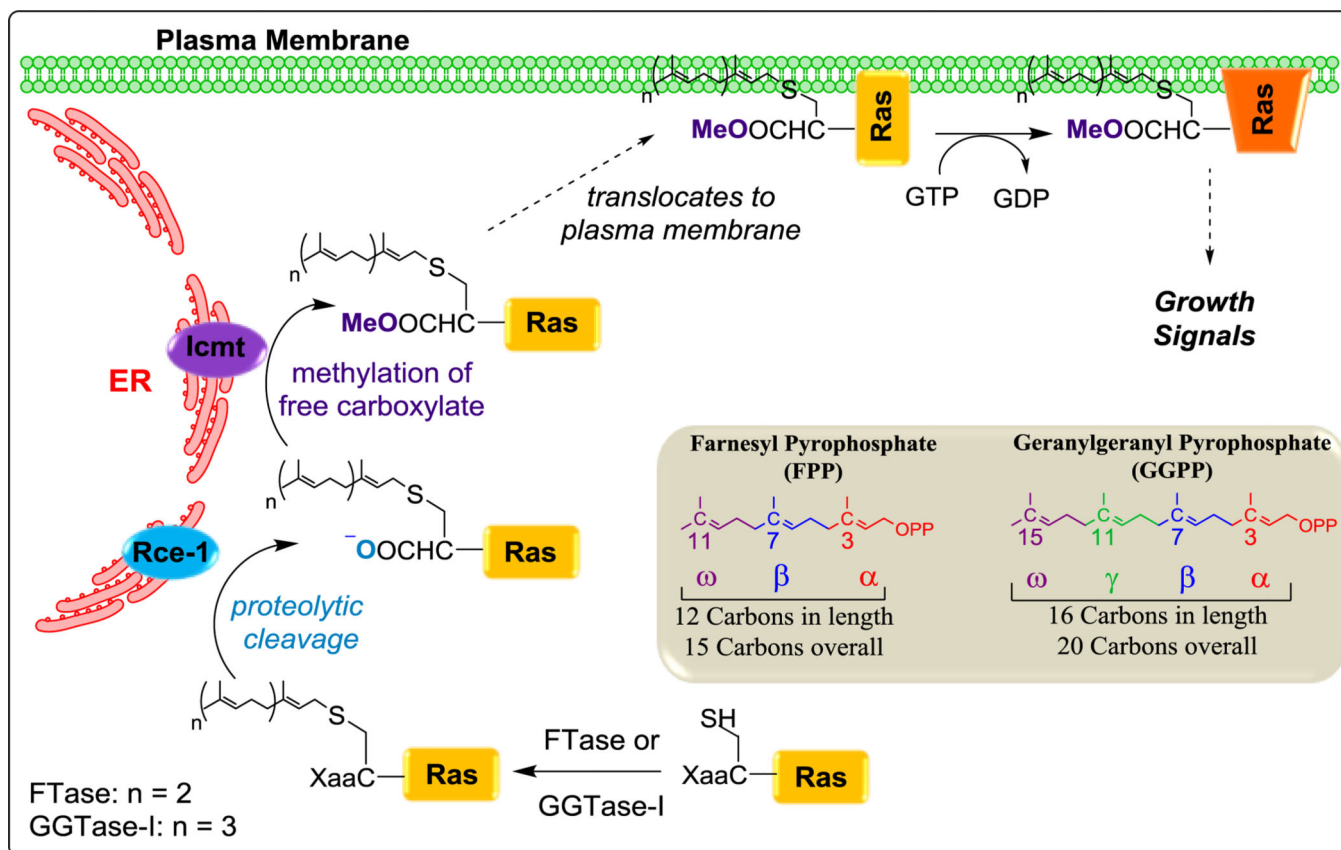 Plasma Membrane
n
S
MeOOCHC
Ras
n
S
MeOOCHC
Ras
GTP
GDP
translocates to
plasma membrane
Growth
Signals
n
S
MeOOCHC
Ras
Icmt
ER
methylation of
free carboxylate
n
S
−OOCHC
Ras
Rce-1
proteolytic
cleavage
Farnesyl Pyrophosphate
(FPP)
OPP
11 7 3
ω β α
12 Carbons in length
15 Carbons overall
Geranylgeranyl Pyrophosphate
(GGPP)
OPP
15 11 7 3
ω γ β α
16 Carbons in length
20 Carbons overall
n
S
XaaC
Ras
FTase or
GGTase-I
SH
XaaC
Ras
FTase: n = 2
GGTase-I: n = 3